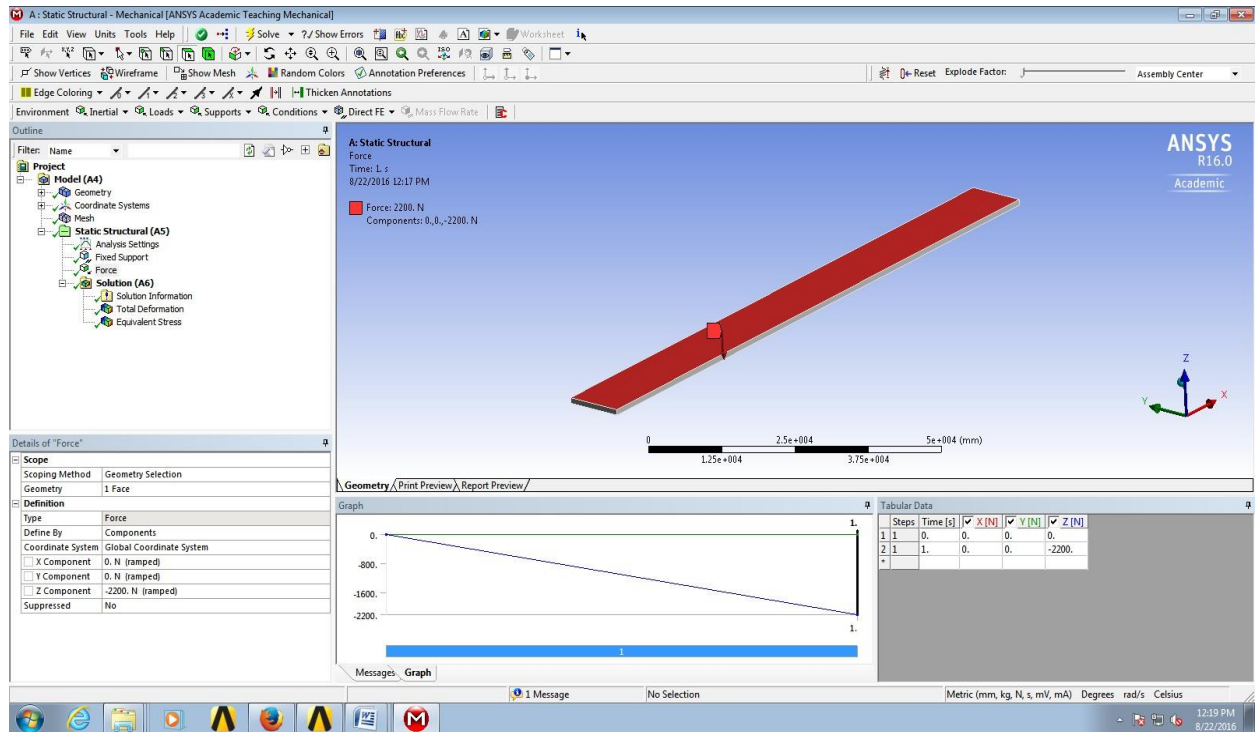 A : Static Structural - Mechanical [ANSYS Academic Teaching Mechanical]
File Edit View Units Tools Help Solve ?/ Show Errors A Worksheet
Show Vertices Wireframe Show Mesh Random Colors Annotation Preferences Reset Explode Factor: Assembly Center
Edge Coloring Thicken Annotations
Environment Inertial Loads Supports Conditions Direct FE Mass Flow Rate
Outline
Filter: Name
Project
Model (A4)
Geometry
Coordinate Systems
Mesh
Static Structural (A5)
Analysis Settings
Fixed Support
Force
Solution (A6)
Solution Information
Total Deformation
Equivalent Stress
A: Static Structural
Force
Time: 1. s
8/22/2016 12:17 PM
Force: 2200. N
Components: 0.,0.,-2200. N
ANSYS
R16.0
Academic
Z
Y
X
0 2.5e+004 5e+004 (mm)
1.25e+004 3.75e+004
Geometry Print Preview Report Preview
Details of "Force"
Scope
Scoping Method Geometry Selection
Geometry 1 Face
Definition
Type Force
Define By Components
Coordinate System Global Coordinate System
X Component 0. N (ramped)
Y Component 0. N (ramped)
Z Component -2200. N (ramped)
Suppressed No
Graph
1.
0.
-800.
-1600.
-2200.
1.
1
Messages Graph
Tabular Data
Steps Time [s] X [N] Y [N] Z [N]
1 1 0. 0. 0. 0.
2 1 1. 0. 0. -2200.
*
1 Message No Selection Metric (mm, kg, N, s, mV, mA) Degrees rad/s Celsius
12:19 PM
8/22/2016